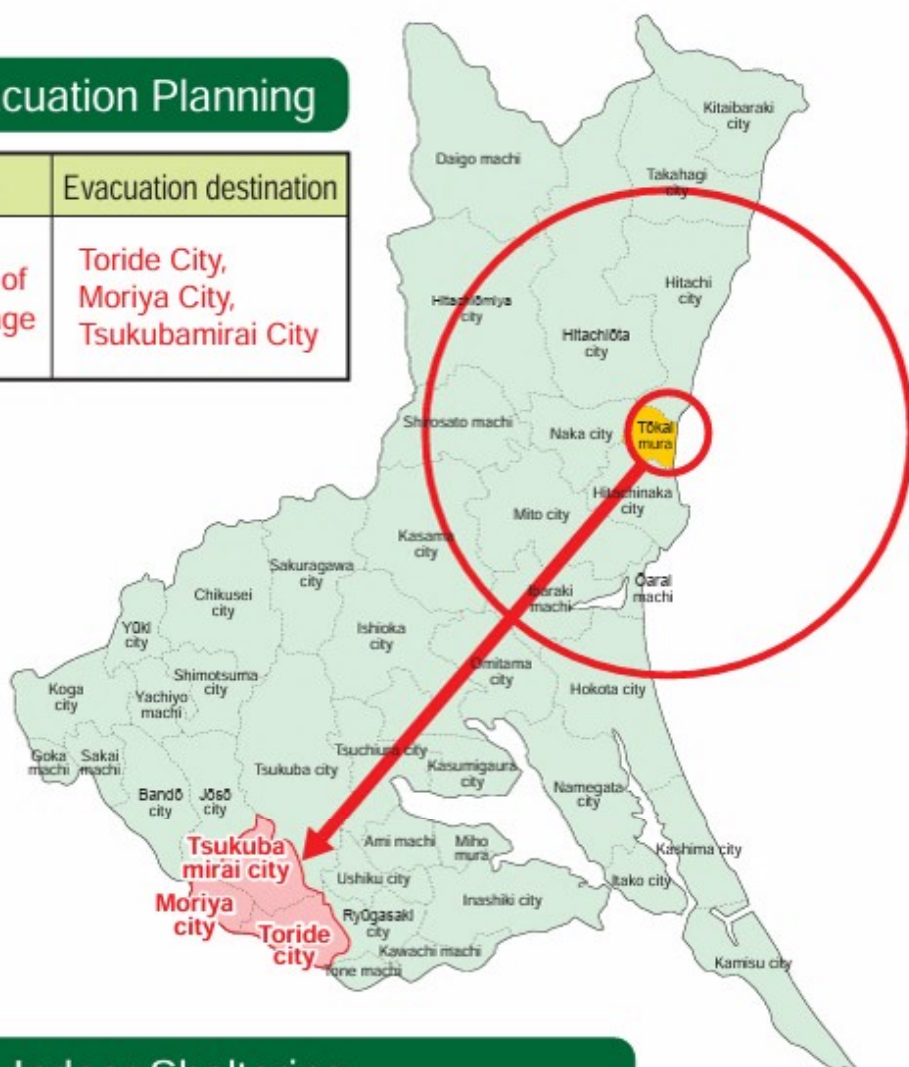 cuation Planning
Evacuation destination
of
ge
Toride City,
Moriya City,
Tsukubamirai City
Kitaibaraki
city
Daigo machi
Takahagi
city
Hitachi
city
Hitachiōmiya
city
Hitachiōta
city
Shirosato machi
Naka city
Tōkai
mura
Hitachinaka
city
Mito city
Kasama
city
Sakuragawa
city
Chikusei
city
Ibaraki
machi
Ōarai
machi
Yūki
city
Ishioka
city
Omitama
city
Hokota city
Shimotsuma
city
Koga
city
Yachiyo
machi
Goka
machi
Sakai
machi
Tsuchiura city
Tsukuba city
Kasumigaura
city
Bandō
city
Jōsō
city
Namegata
city
Tsukuba
mirai city
Ami machi
Miho
mura
Kashima city
Ushiku city
Itako city
Moriya
city
Inashiki city
Ryūgasaki
city
Toride
city
Kawachi machi
Tone machi
Kamisu city
Indoor Sheltering